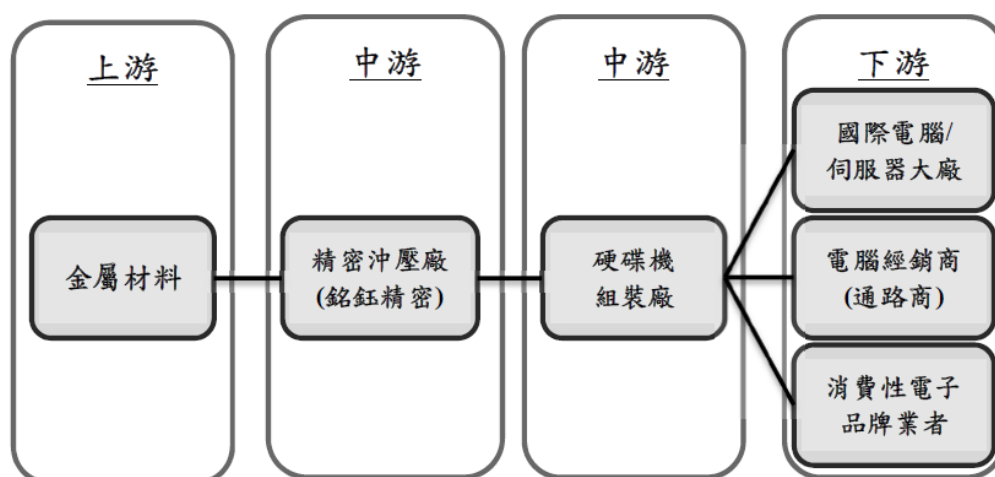 上游
金屬材料
中游
精密沖壓廠
(銘鈺精密)
中游
硬碟機
組裝廠
下游
國際電腦/
伺服器大廠
電腦經銷商
(通路商)
消費性電子
品牌業者